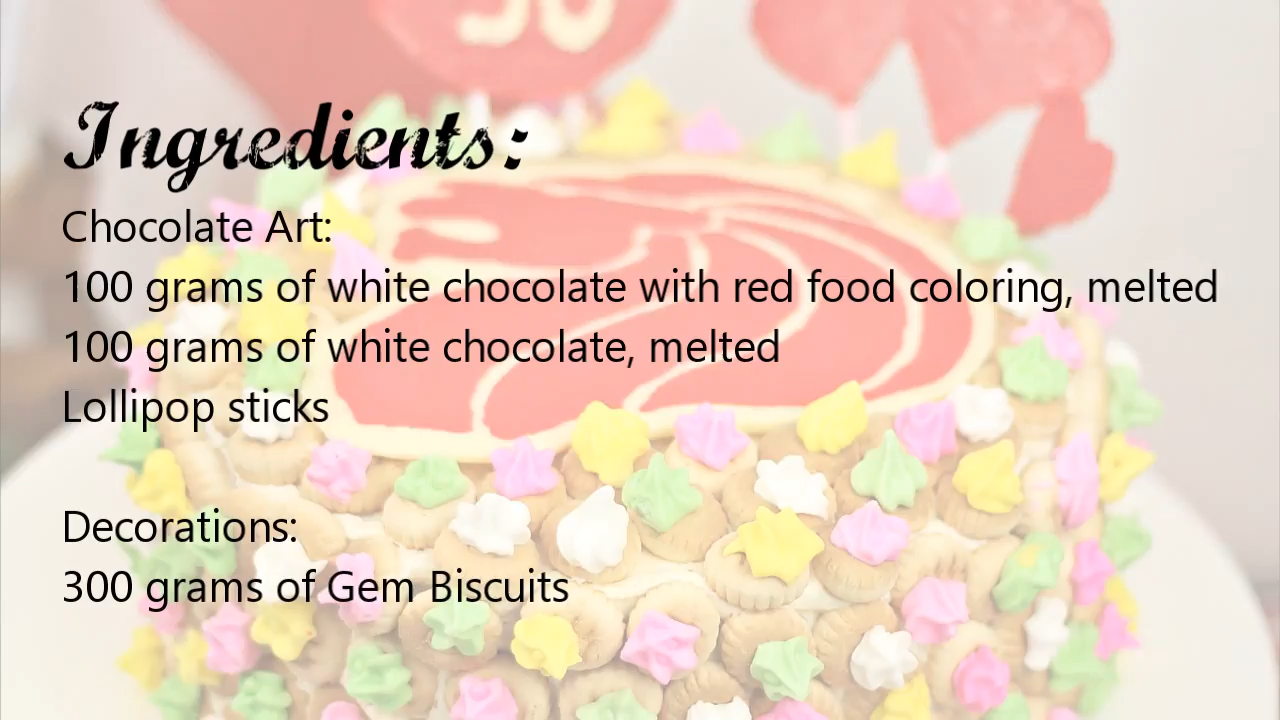 50
Ingredients:
Chocolate Art:
100 grams of white chocolate with red food coloring, melted
100 grams of white chocolate, melted
Lollipop sticks
Decorations:
300 grams of Gem Biscuits